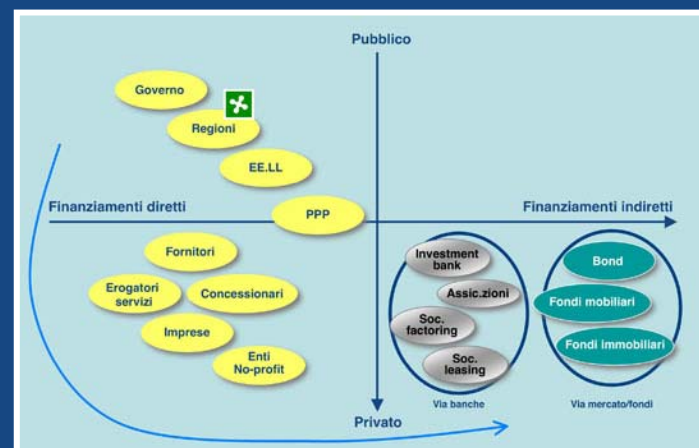 Pubblico
Governo
Regioni
EE.LL
PPP
Finanziamenti diretti
Finanziamenti indiretti
Fornitori
Erogatori
servizi
Concessionari
Imprese
Enti
No-profit
Investment
bank
Assic.zioni
Soc.
factoring
Soc.
leasing
Bond
Fondi mobiliari
Fondi immobiliari
Via banche
Via mercato/fondi
Privato